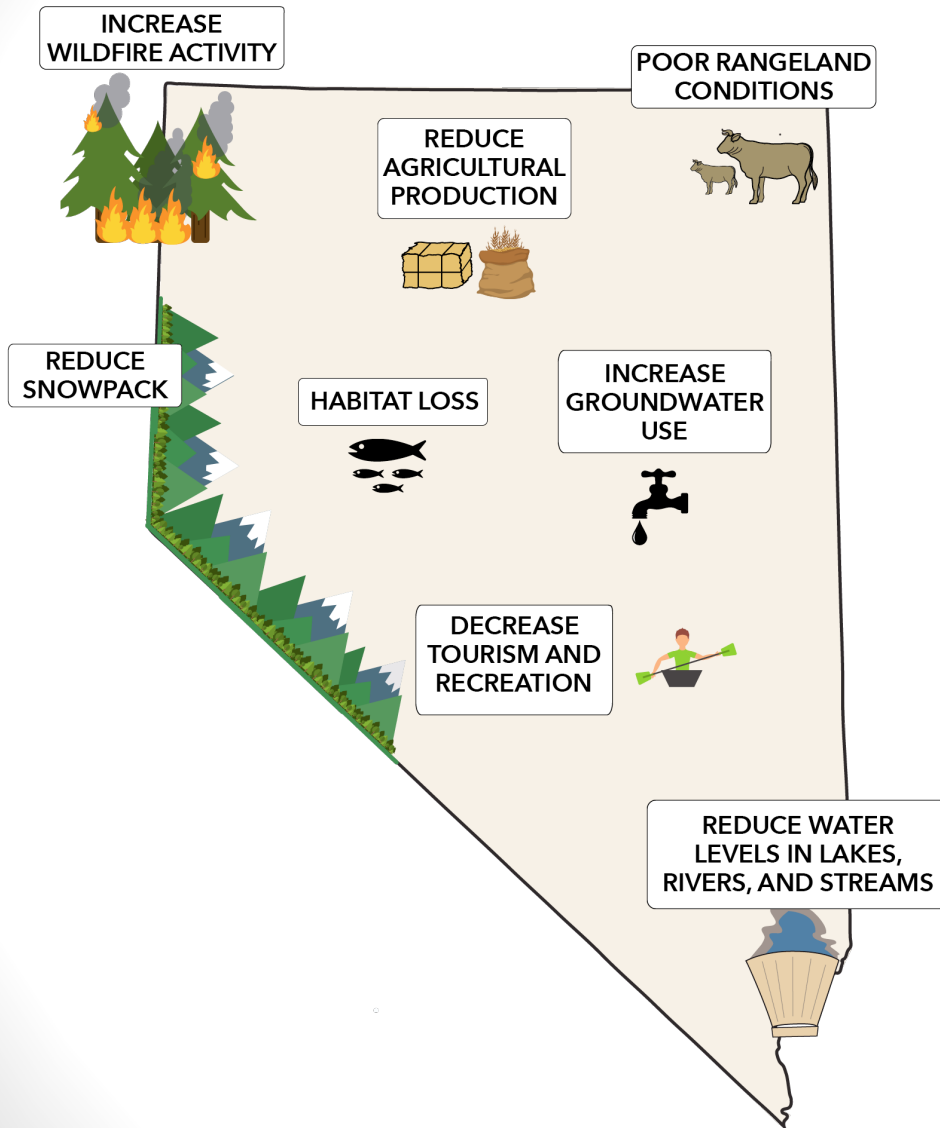 INCREASE
WILDFIRE ACTIVITY
POOR RANGELAND
CONDITIONS
REDUCE
AGRICULTURAL
PRODUCTION
REDUCE
SNOWPACK
HABITAT LOSS
INCREASE
GROUNDWATER
USE
DECREASE
TOURISM AND
RECREATION
REDUCE WATER
LEVELS IN LAKES,
RIVERS, AND STREAMS